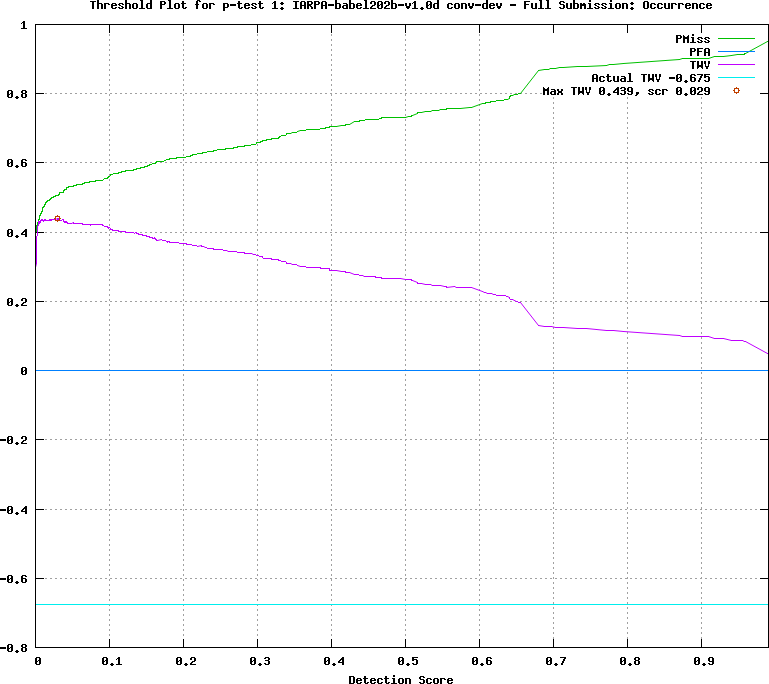 Threshold Plot for p-test 1: IARPA-babel202b-v1.0d conv-dev - Full Submission: Occurrence
1
PMiss
PFA
TWV
Actual TWV -0.675
Max TWV 0.439, scr 0.029
0.8
0.6
0.4
0.2
0
-0.2
-0.4
-0.6
-0.8
0 0.1 0.2 0.3 0.4 0.5 0.6 0.7 0.8 0.9
Detection Score